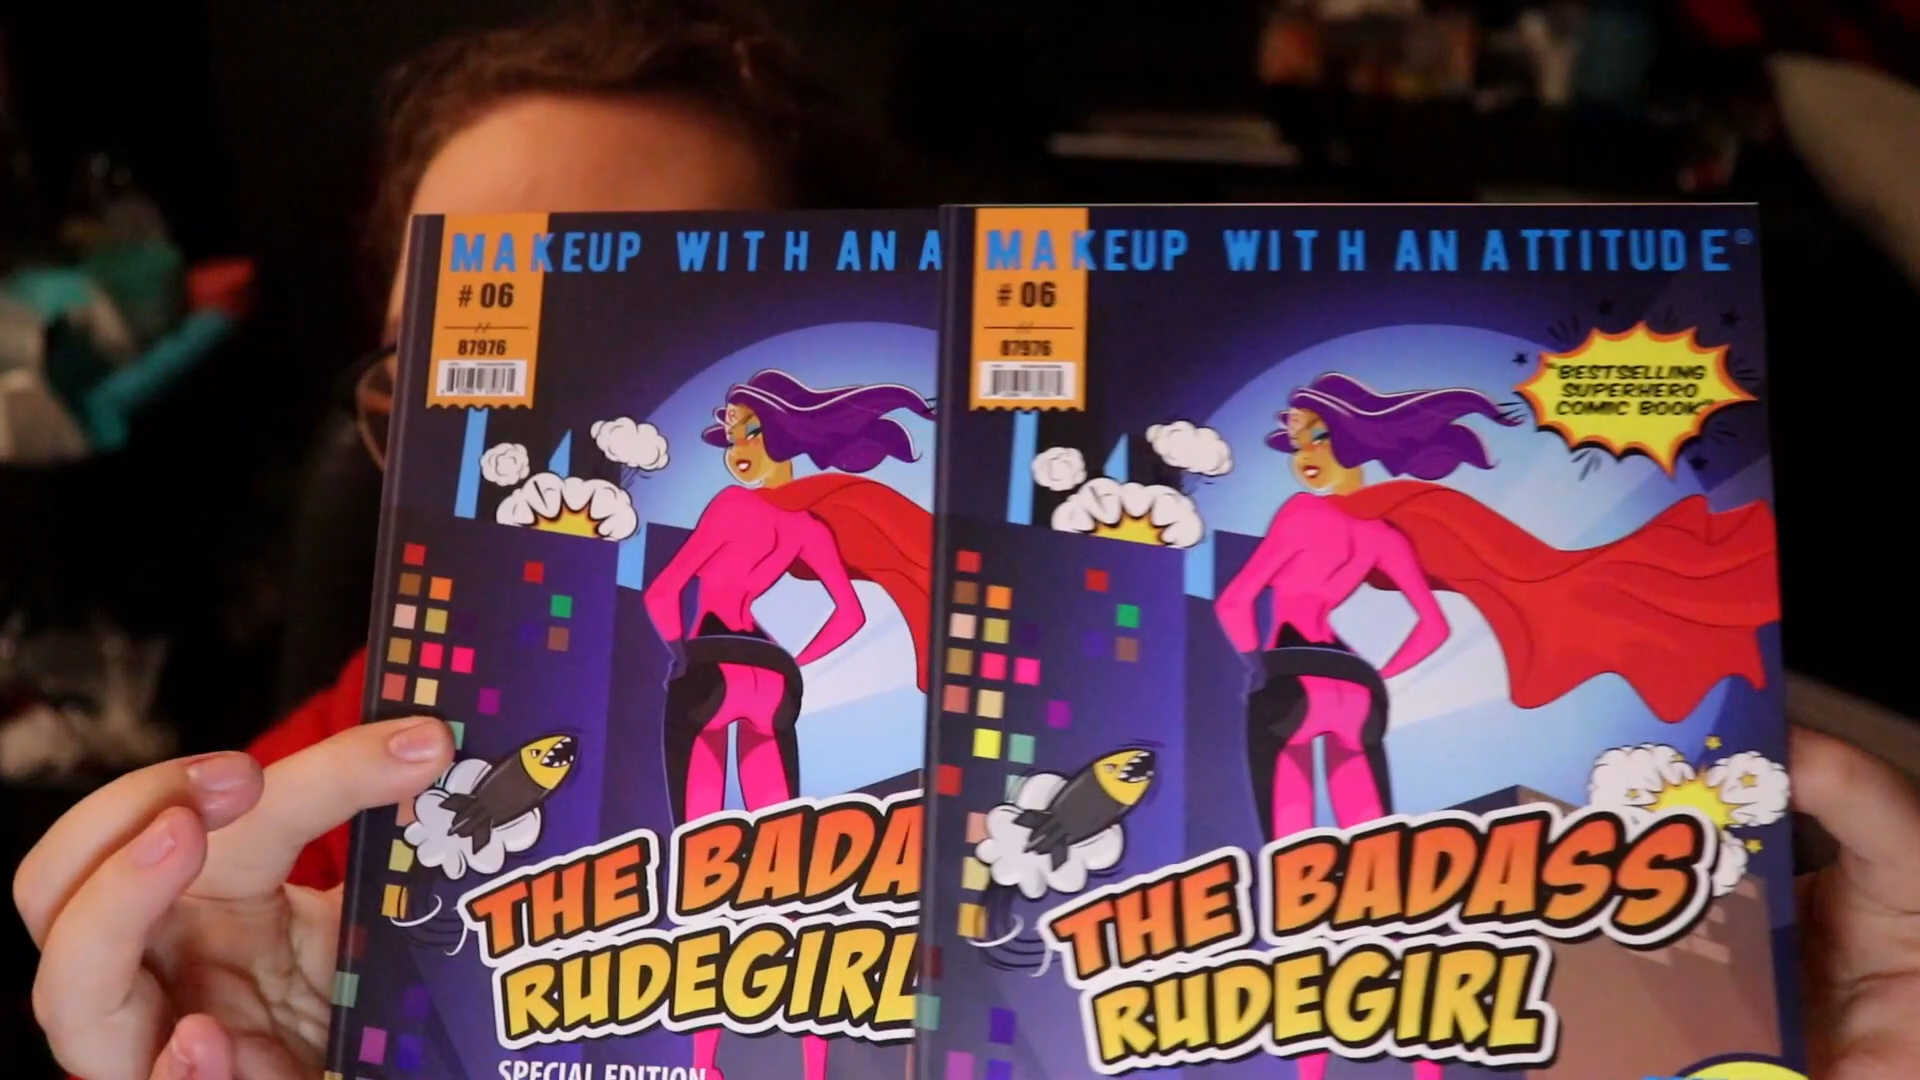 MAKEUP WITH AN A
# 06
87976
THE BADA
RUDEGIRL
SPECIAL EDITION
MAKEUP WITH AN ATTITUDE®
# 06
87976
"BESTSELLING
SUPERHERO
COMIC BOOK"
THE BADASS
RUDEGIRL